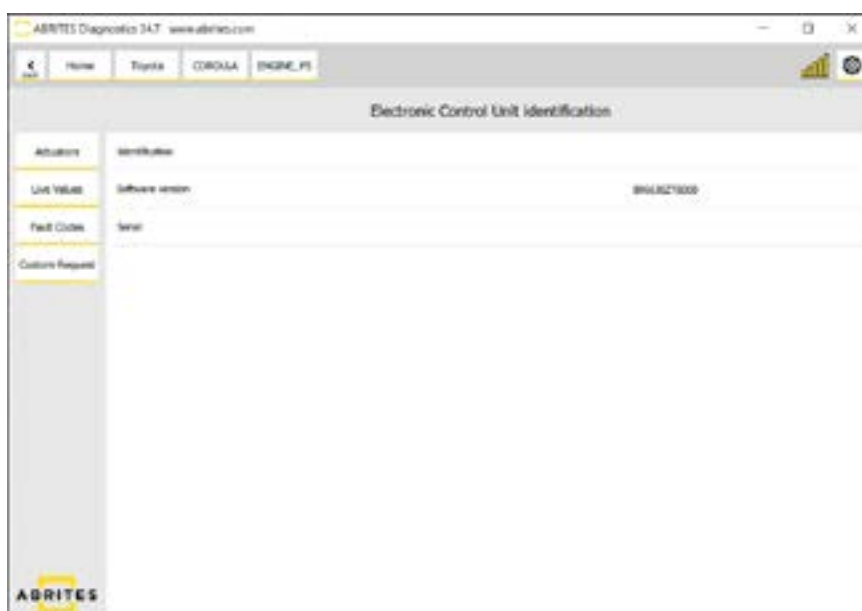 ABRITES Diagnostics 34.7 www.abrites.com
Back Home Toyota COROLLA ENGINE_P5
Electronic Control Unit identification
Actuators
Identification
Live Values
Software version
Fault Codes
Serial
Custom Request
ABRITES